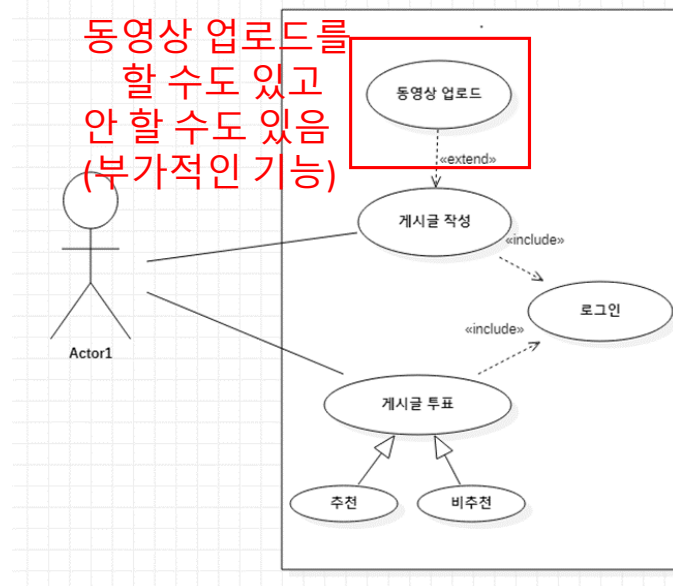 동영상 업로드를
할 수도 있고
안 할 수도 있음
(부가적인 기능)
동영상 업로드
«extend»
게시글 작성
«include»
로그인
«include»
Actor1
게시글 투표
추천
비추천